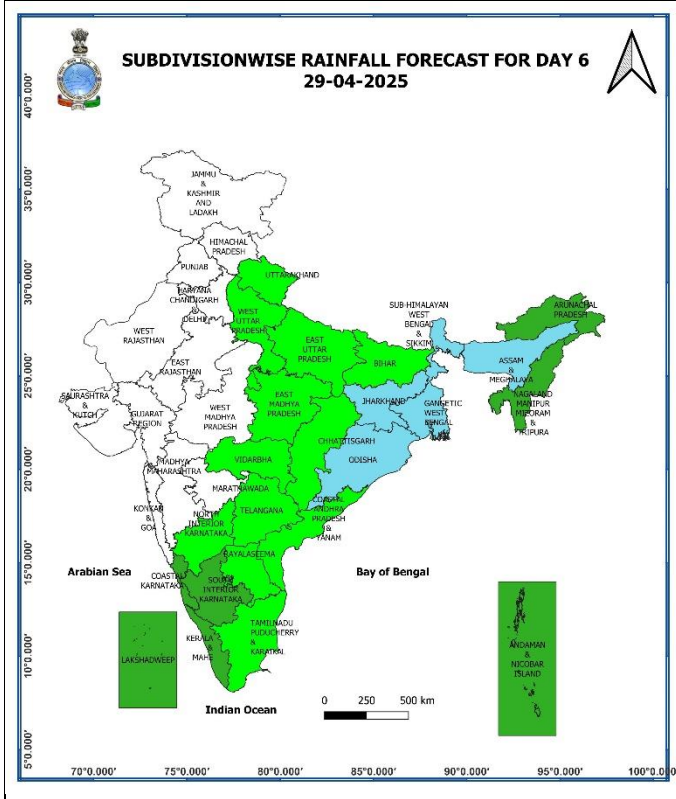 SUBDIVISIONWISE RAINFALL FORECAST FOR DAY 6
29-04-2025
40°0.000'
35°0.000'
30°0.000'
25°0.000'
20°0.000'
15°0.000'
10°0.000'
5°0.000'
JAMMU
&
KASHMIR
AND
LADAKH
HIMACHAL
PRADESH
PUNJAB
UTTARAKHAND
HARYANA
CHANDIGARH
&
DELHI
WEST
UTTAR
PRADESH
SUB-HIMALAYAN
WEST
BENGAL
&
SIKKIM
ARUNACHAL
PRADESH
WEST
RAJASTHAN
EAST
UTTAR
PRADESH
EAST
RAJASTHAN
BIHAR
ASSAM
&
MEGHALAYA
SAURASHTRA
&
KUTCH
GUJARAT
REGION
WEST
MADHYA
PRADESH
EAST
MADHYA
PRADESH
JHARKHAND
GANGETIC
WEST
BENGAL
NAGALAND
MANIPUR
MIZORAM
&
TRIPURA
CHHATTISGARH
ODISHA
MADHYA
MAHARASHTRA
VIDARBHA
MARATHAWADA
KONKAN
&
GOA
NORTH
INTERIOR
KARNATAKA
TELANGANA
COASTAL
ANDHRA
PRADESH
&
YANAM
RAYALASEEMA
Arabian Sea
COASTAL
KARNATAKA
SOUTH
INTERIOR
KARNATAKA
Bay of Bengal
TAMILNADU
PUDUCHERRY
&
KARAIKAL
KERALA
&
MAHE
LAKSHADWEEP
ANDAMAN
&
NICOBAR
ISLAND
Indian Ocean
0 250 500 km
70°0.000' 75°0.000' 80°0.000' 85°0.000' 90°0.000' 95°0.000' 100°0.000'